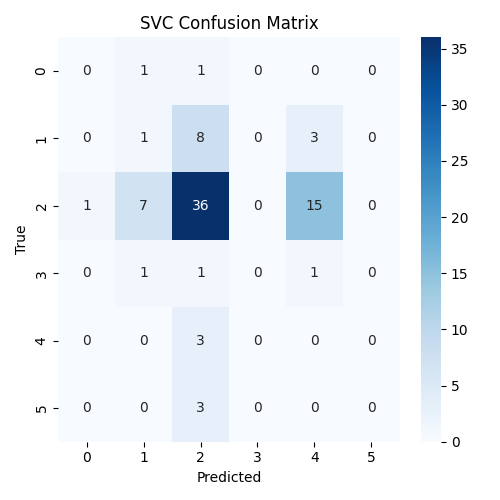 SVC Confusion Matrix
True
0 0 1 1 0 0 0
1 0 1 8 0 3 0
2 1 7 36 0 15 0
3 0 1 1 0 1 0
4 0 0 3 0 0 0
5 0 0 3 0 0 0
0 1 2 3 4 5
Predicted
35
30
25
20
15
10
5
0